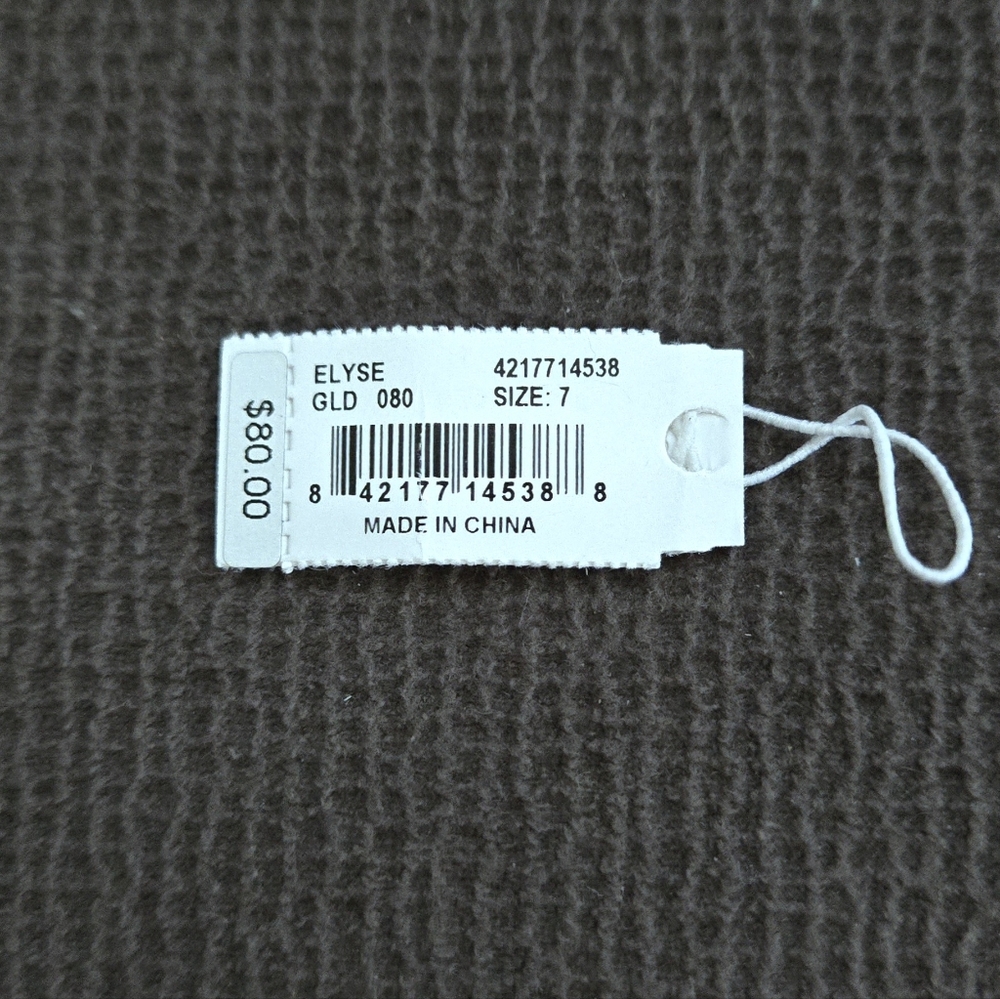 ELYSE 4217714538
GLD 080 SIZE: 7
8 42177 14538 8
MADE IN CHINA
$80.00